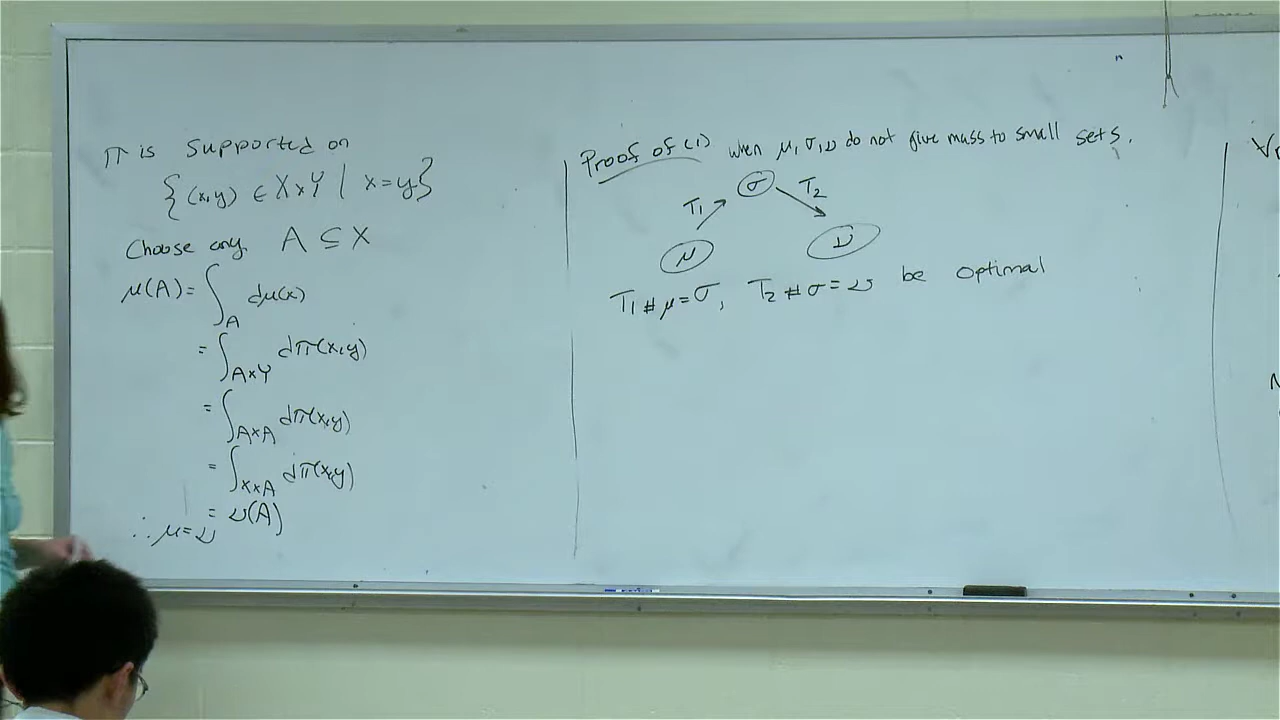 π is supported on
{(x,y) ∈ X×Y | x=y}
Choose any A ⊆ X
μ(A) = ∫_A dμ(x)
= ∫_{A×Y} dπ(x,y)
= ∫_{A×A} dπ(x,y)
= ∫_{X×A} dπ(x,y)
= ν(A)
∴ μ=ν
Proof of (1) when μ, σ, ν do not give mass to small sets.
σ
T₁ T₂
μ ν
T₁#μ=σ, T₂#σ=ν be optimal